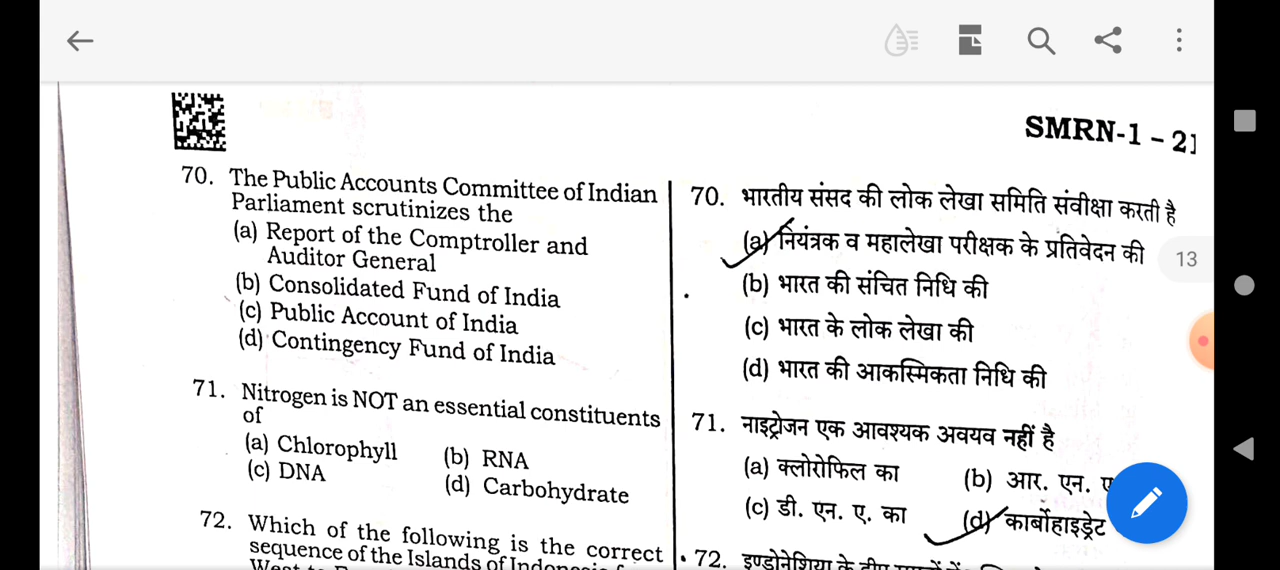 SMRN-1 – 21
70. The Public Accounts Committee of Indian
Parliament scrutinizes the
(a) Report of the Comptroller and
Auditor General
(b) Consolidated Fund of India
(c) Public Account of India
(d) Contingency Fund of India
71. Nitrogen is NOT an essential constituents
of
(a) Chlorophyll (b) RNA
(c) DNA (d) Carbohydrate
72. Which of the following is the correct
sequence of the Islands of
70. भारतीय संसद की लोक लेखा समिति संवीक्षा करती है
(a) नियंत्रक व महालेखा परीक्षक के प्रतिवेदन की
(b) भारत की संचित निधि की
(c) भारत के लोक लेखा की
(d) भारत की आकस्मिकता निधि की
71. नाइट्रोजन एक आवश्यक अवयव नहीं है
(a) क्लोरोफिल का (b) आर. एन.
(c) डी. एन. ए. का (d) कार्बोहाइड्रेट
72. इण्डोनेशिया के द्वीप
13